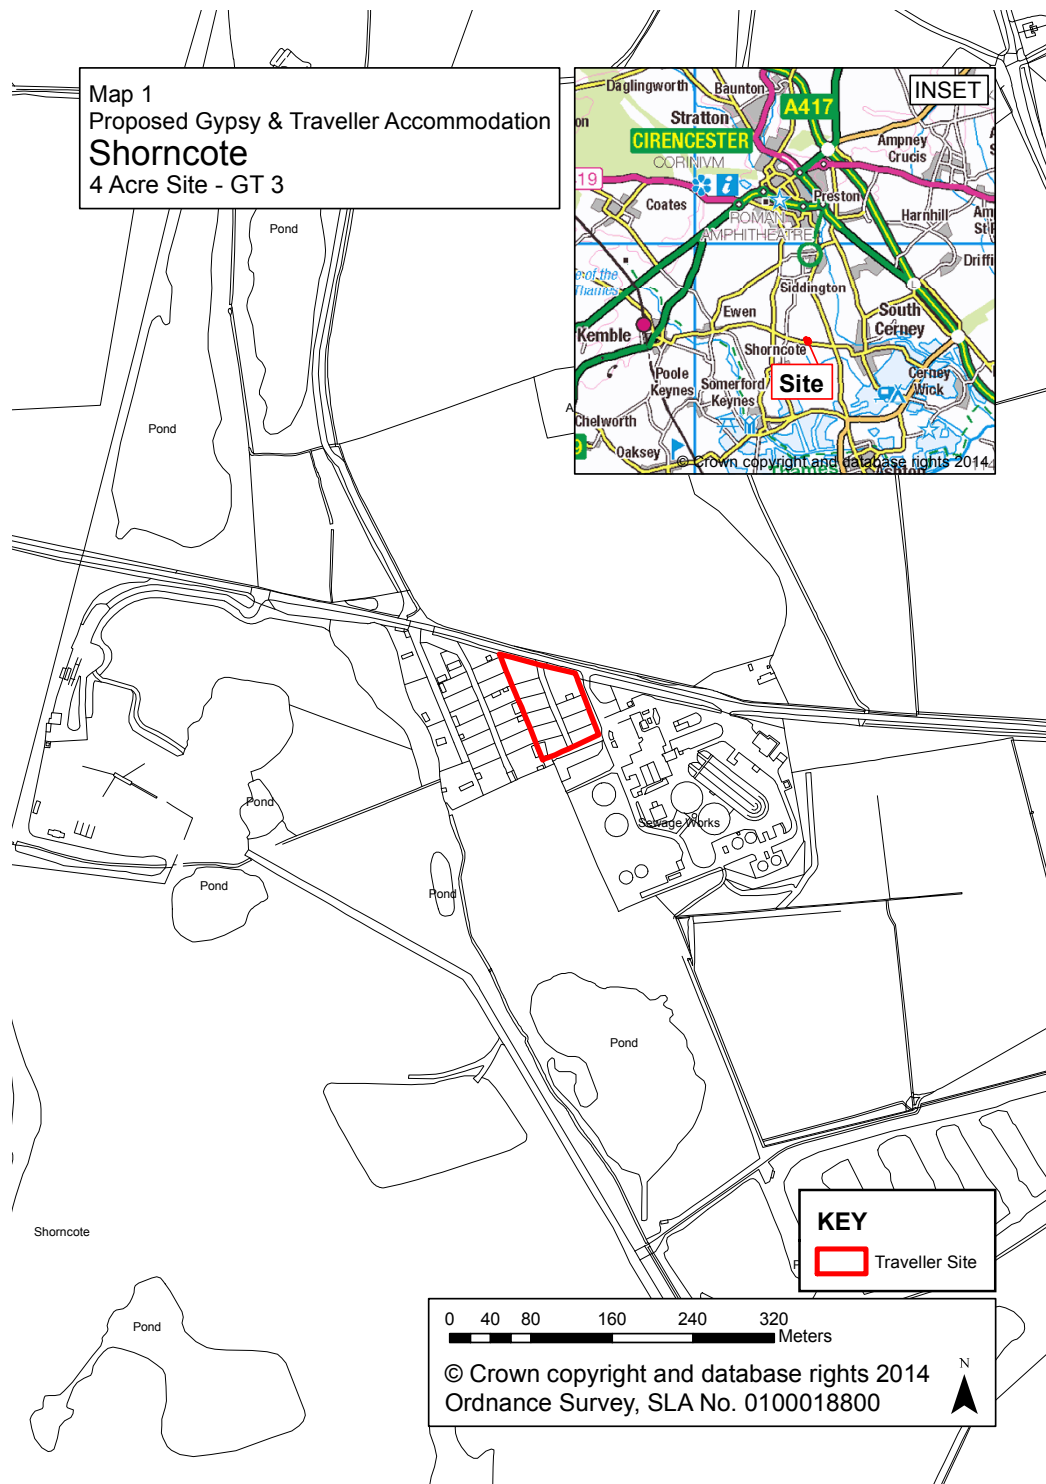 Map 1
Proposed Gypsy & Traveller Accommodation
Shorncote
4 Acre Site - GT 3
INSET
Daglingworth
Baunton
A417
Stratton
CIRENCESTER
CORINIVM
Ampney
Crucis
19
Coates
Preston
ROMAN
AMPHITHEATRE
Harnhill
Siddington
Ewen
South
Cerney
Kemble
Shorncote
Site
Poole
Keynes
Somerford
Keynes
Cerney
Wick
Chelworth
Oaksey
© Crown copyright and database rights 2014
Pond
Pond
Pond
Sewage Works
Pond
Pond
Pond
Shorncote
Pond
KEY
Traveller Site
0 40 80 160 240 320
Meters
© Crown copyright and database rights 2014
Ordnance Survey, SLA No. 0100018800
N